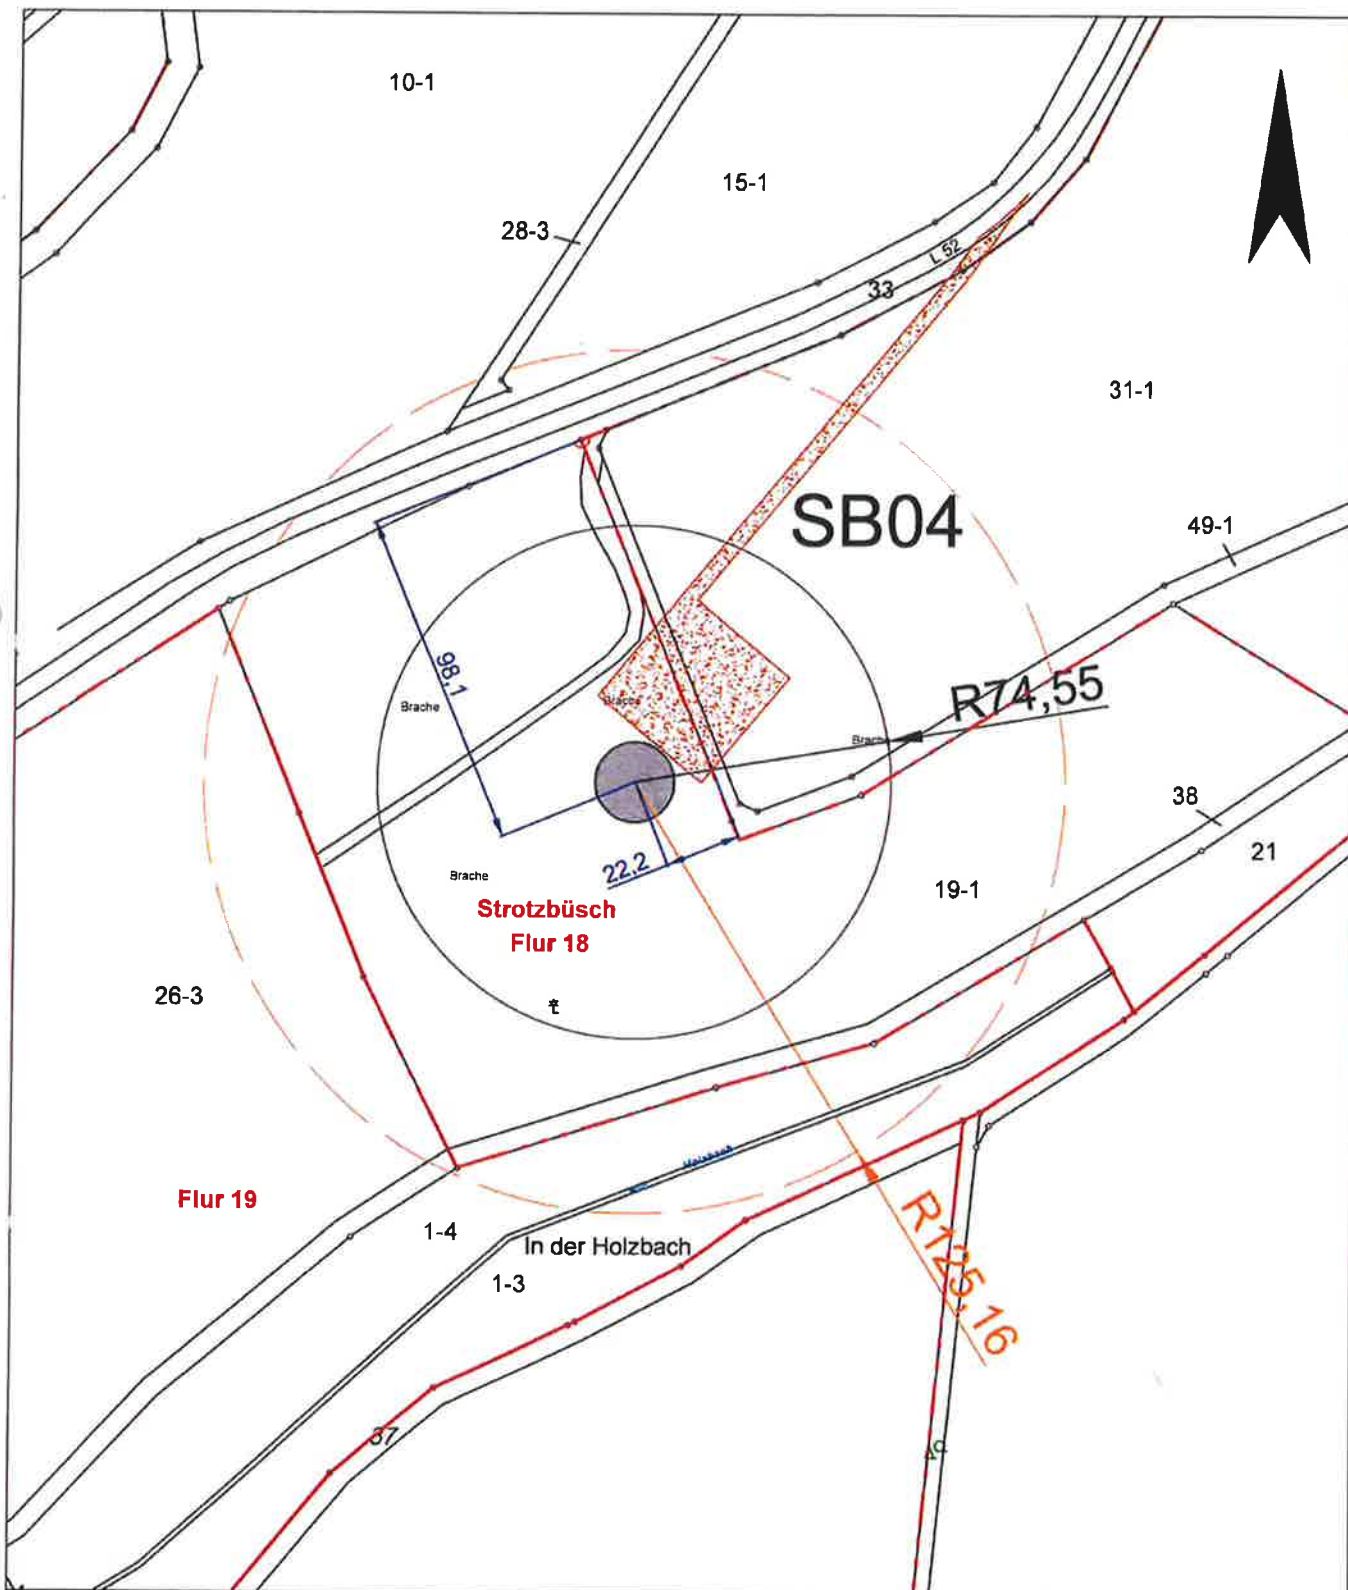 10-1
15-1
28-3
L 52
33
31-1
SB04
49-1
98,1
R74,55
Brache
Brache
Brache
38
21
22,2
Brache
19-1
Strotzbüsch
Flur 18
26-3
Flur 19
1-4
In der Holzbach
1-3
R125,16
37